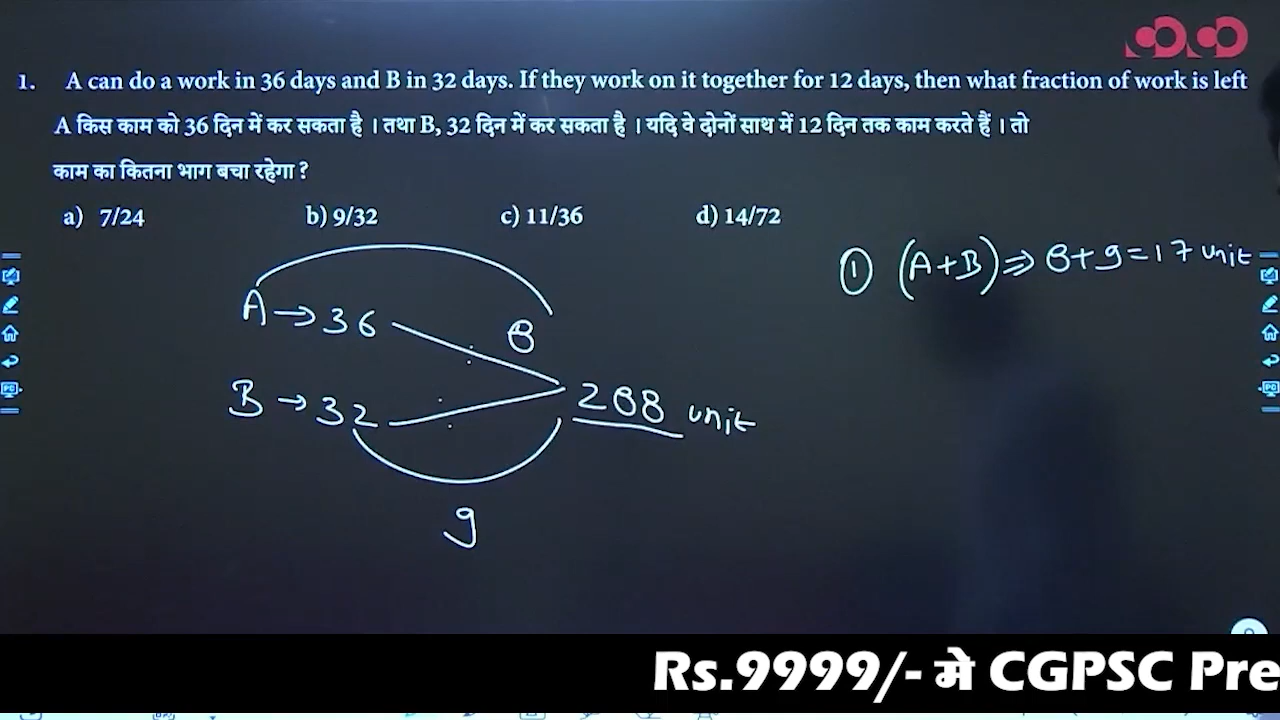 1. A can do a work in 36 days and B in 32 days. If they work on it together for 12 days, then what fraction of work is left
A किस काम को 36 दिन में कर सकता है । तथा B, 32 दिन में कर सकता है । यदि वे दोनों साथ में 12 दिन तक काम करते हैं । तो
काम का कितना भाग बचा रहेगा ?
a) 7/24 b) 9/32 c) 11/36 d) 14/72
① (A+B) ⇒ 8+9=17 unit
A → 36 8
B → 32 288 unit
9
Rs.9999/- मे CGPSC Pre